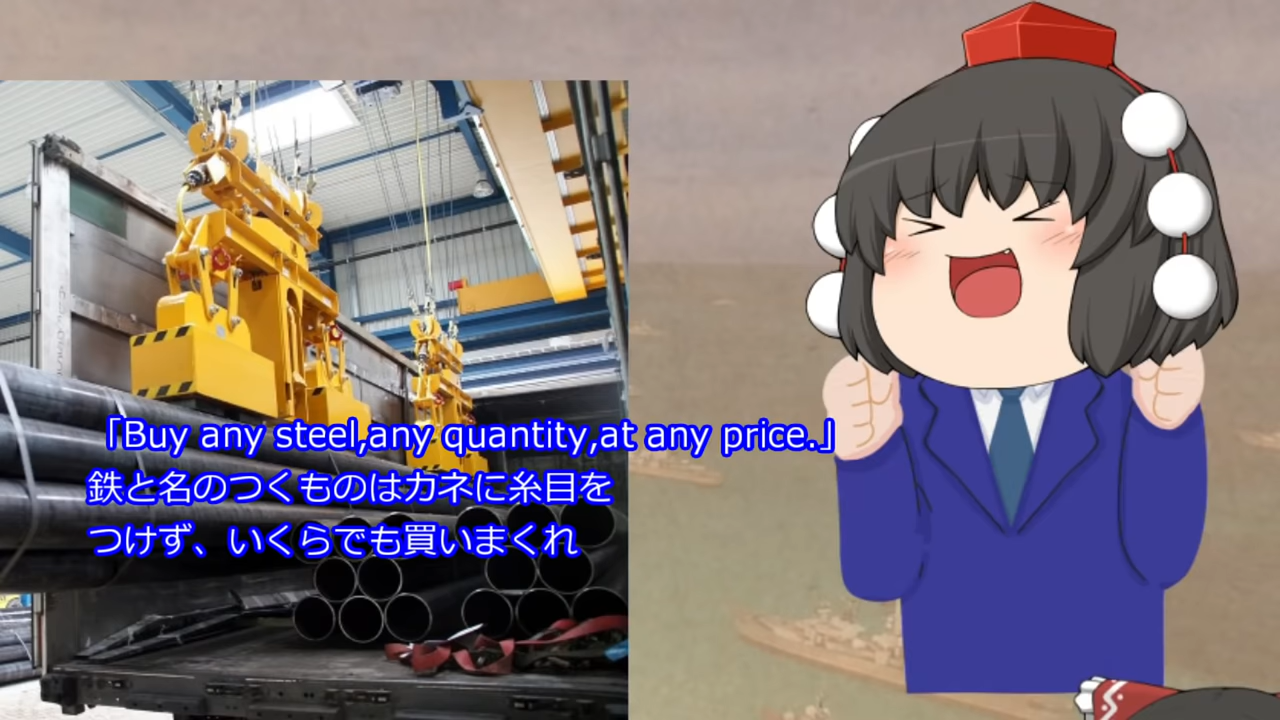 「Buy any steel,any quantity,at any price.」
鉄と名のつくものはカネに糸目を
つけず、いくらでも買いまくれ